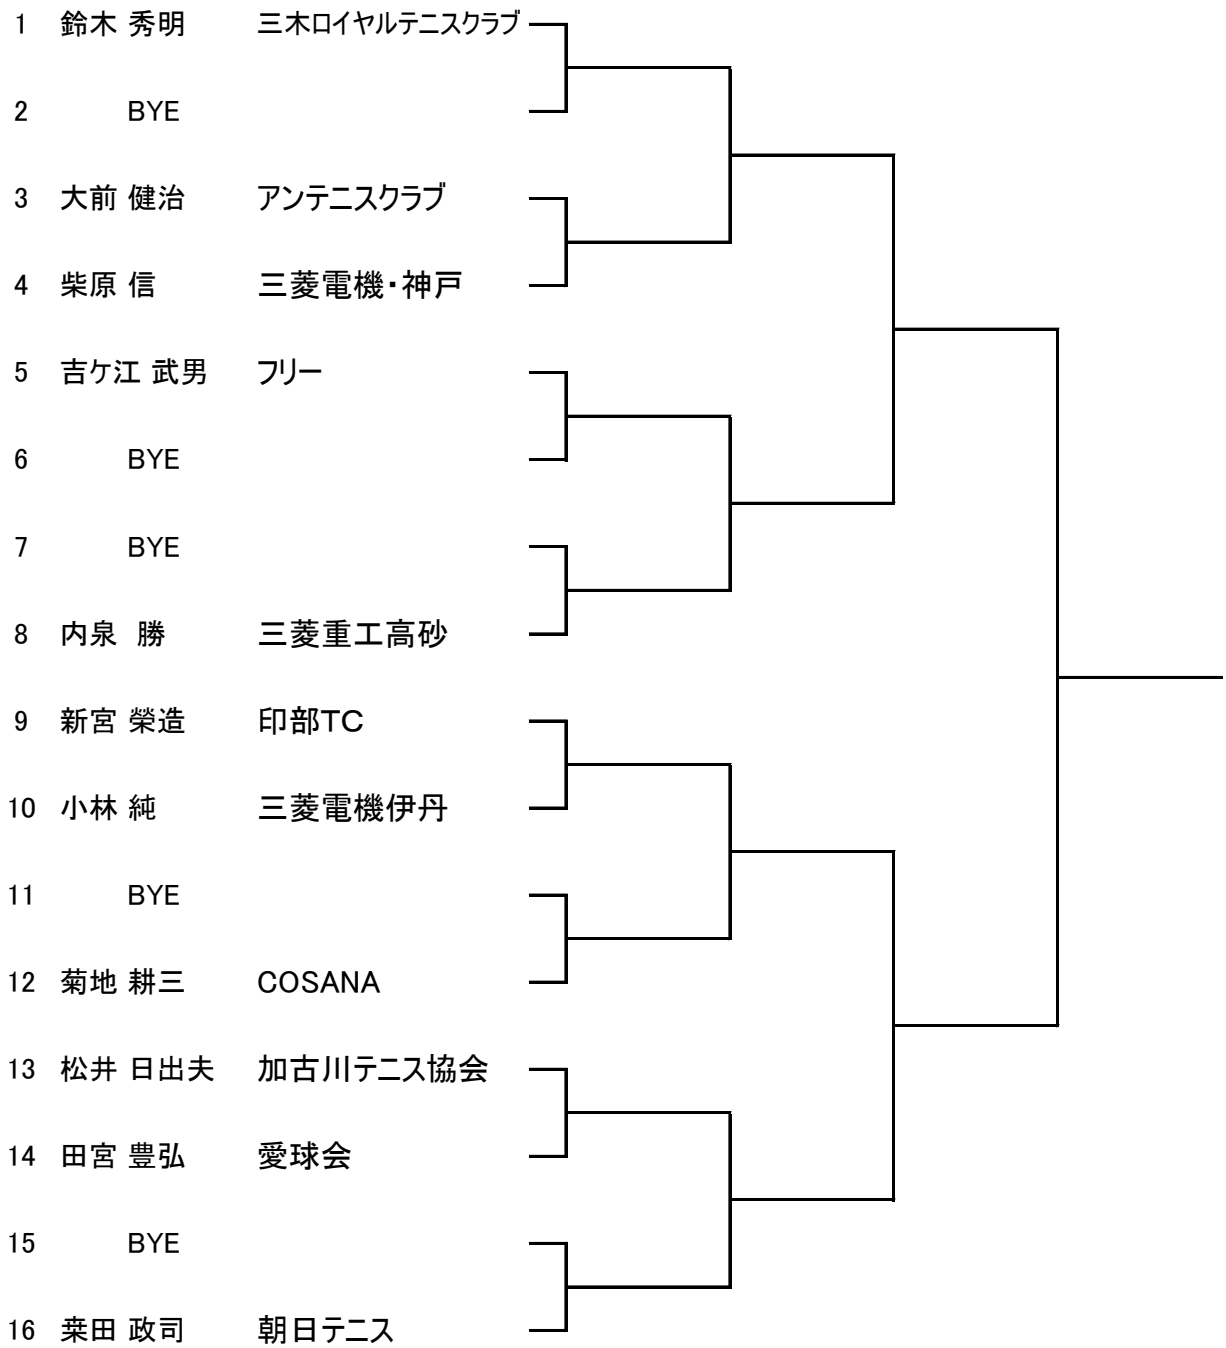 1 鈴木 秀明 三木ロイヤルテニスクラブ
2 BYE
3 大前 健治 アンテニスクラブ
4 柴原 信 三菱電機・神戸
5 吉ケ江 武男 フリー
6 BYE
7 BYE
8 内泉 勝 三菱重工高砂
9 新宮 榮造 印部TC
10 小林 純 三菱電機伊丹
11 BYE
12 菊地 耕三 COSANA
13 松井 日出夫 加古川テニス協会
14 田宮 豊弘 愛球会
15 BYE
16 桒田 政司 朝日テニス